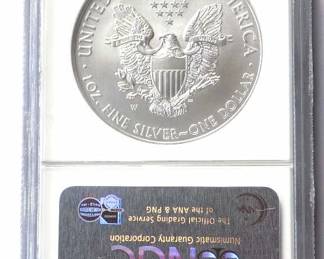 UNITED STATES OF AMERICA
W
1 OZ. FINE SILVER~ONE DOLLAR
The Official Grading Service
of the ANA & PNG
Numismatic Guaranty Corporation
NGC